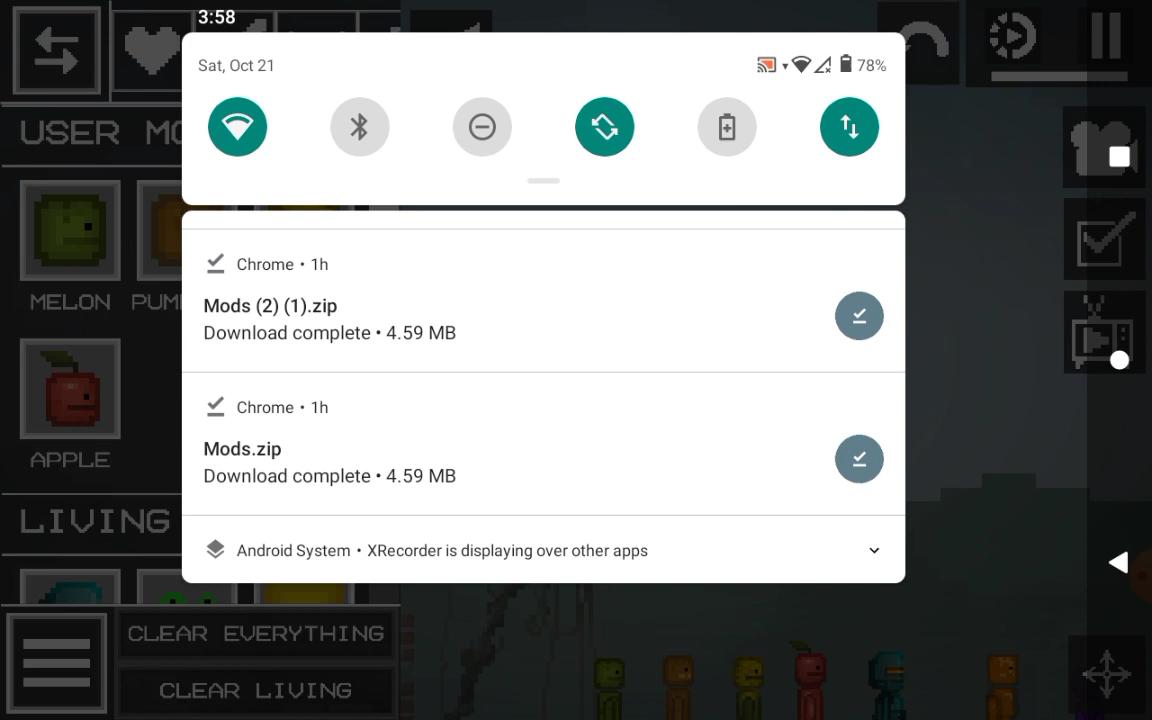 3:58
Sat, Oct 21
78%
USER MO
MELON
PUM
APPLE
LIVING
Chrome • 1h
Mods (2) (1).zip
Download complete • 4.59 MB
Chrome • 1h
Mods.zip
Download complete • 4.59 MB
Android System • XRecorder is displaying over other apps
CLEAR EVERYTHING
CLEAR LIVING